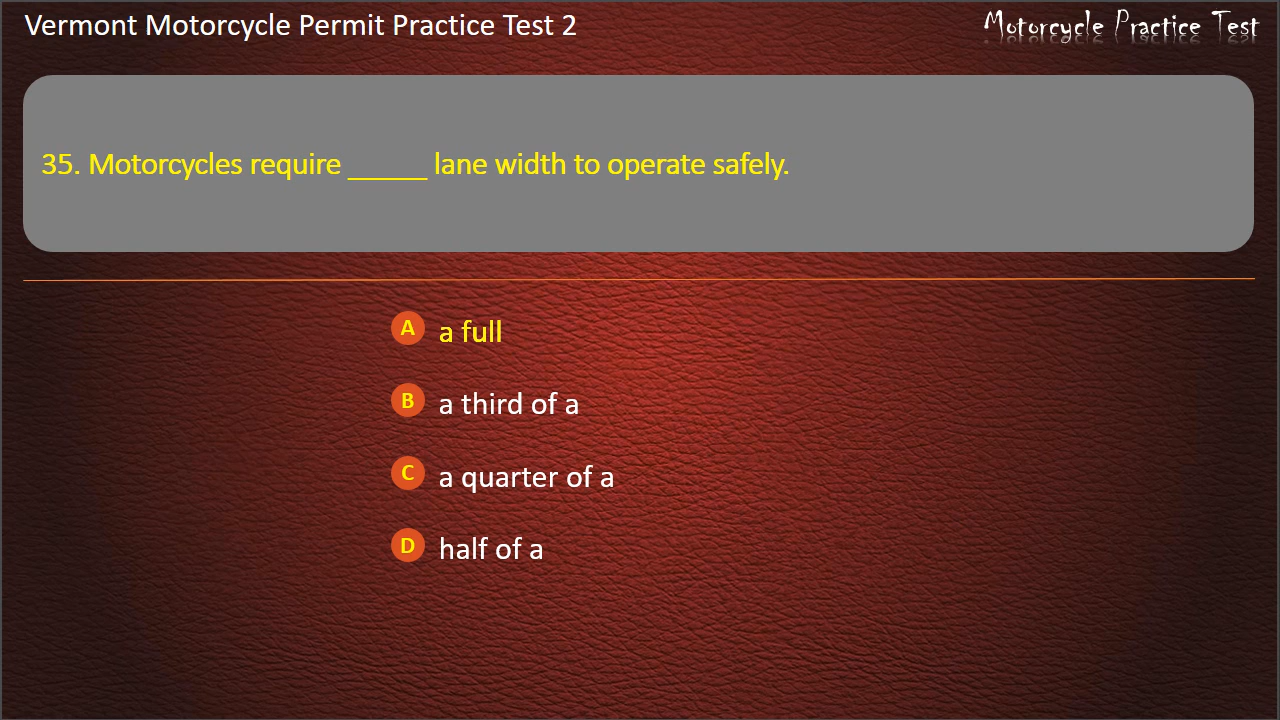 Vermont Motorcycle Permit Practice Test 2
Motorcycle Practice Test
35. Motorcycles require _____ lane width to operate safely.
A a full
B a third of a
C a quarter of a
D half of a